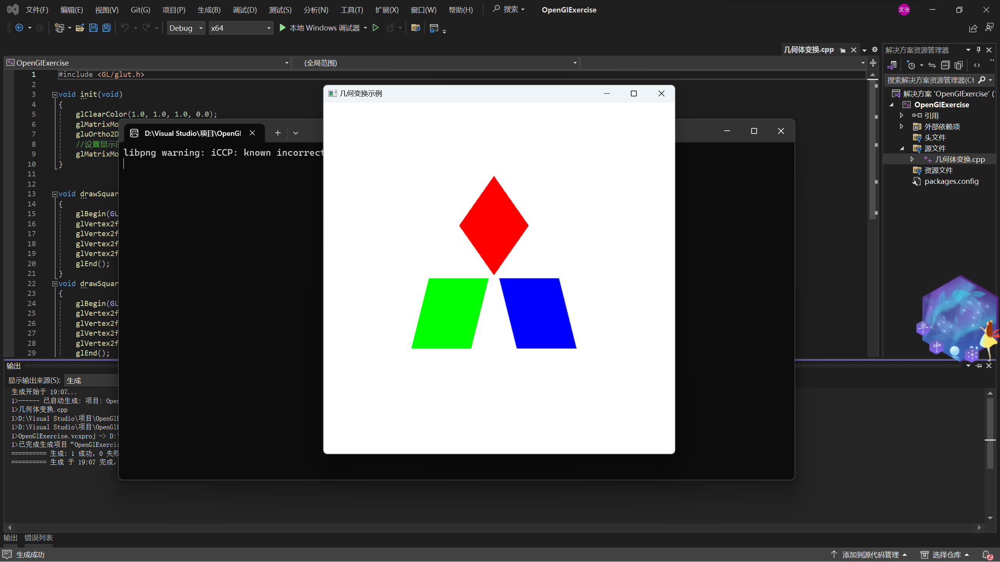 文件(F) 编辑(E) 视图(V) Git(G) 项目(P) 生成(B) 调试(D) 测试(S) 分析(N) 工具(T) 扩展(X) 窗口(W) 帮助(H) 搜索 OpenGlExercise 文张
Debug x64 本地 Windows 调试器
几何体变换.cpp
OpenGlExercise (全局范围)
1 #include <GL/glut.h>
2
3 void init(void)
4 {
5 glClearColor(1.0, 1.0, 1.0, 0.0);
6 glMatrixMo
7 gluOrtho2D
8 //设置显示的
9 glMatrixMo
10 }
11
12
13 void drawSquar
14 {
15 glBegin(GL
16 glVertex2f
17 glVertex2f
18 glVertex2f
19 glVertex2f
20 glEnd();
21 }
22 void drawSquar
23 {
24 glBegin(GL
25 glVertex2f
26 glVertex2f
27 glVertex2f
28 glVertex2f
29 glEnd();
几何变换示例
D:\Visual Studio\项目\OpenGl
libpng warning: iCCP: known incorrect
解决方案资源管理器
搜索解决方案资源管理器(Ct
解决方案 'OpenGlExercise' (
OpenGlExercise
引用
外部依赖项
头文件
源文件
几何体变换.cpp
资源文件
packages.config
半
中
输出
显示输出来源(S): 生成
生成开始于 19:07...
1>------ 已启动生成: 项目: Open
1>几何体变换.cpp
1>D:\Visual Studio\项目\OpenGlE
1>D:\Visual Studio\项目\OpenGlE
1>OpenGlExercise.vcxproj -> D:\
1>已完成生成项目“OpenGlExercis
========== 生成: 1 成功，0 失败
========== 生成 于 19:07 完成，
输出 错误列表
生成成功 添加到源代码管理 选择仓库 2